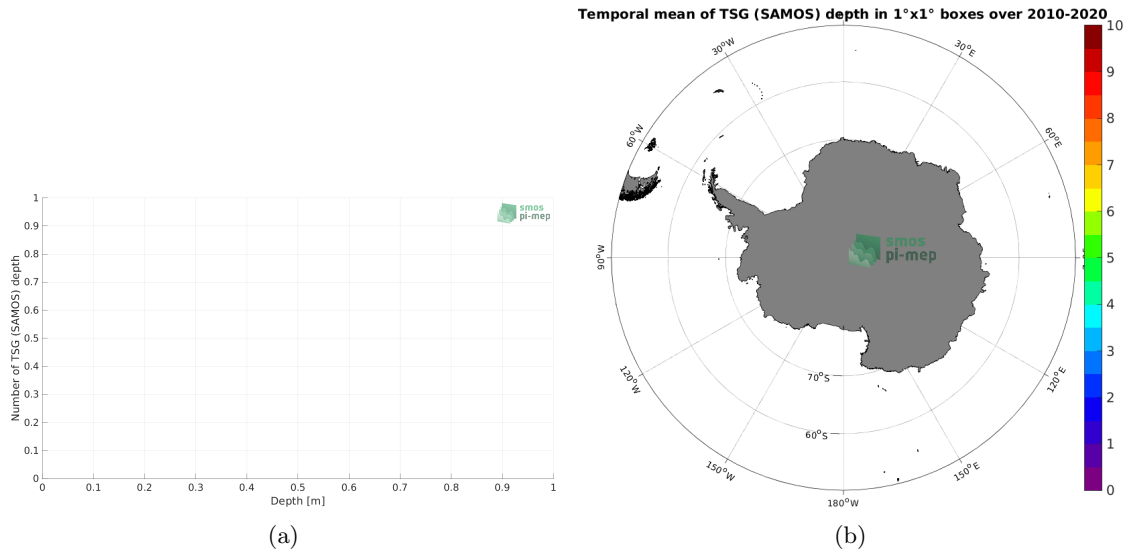 Temporal mean of TSG (SAMOS) depth in 1°x1° boxes over 2010-2020
1
0.9
0.8
0.7
0.6
0.5
0.4
0.3
0.2
0.1
0
Number of TSG (SAMOS) depth
0
0.1
0.2
0.3
0.4
0.5
0.6
0.7
0.8
0.9
1
Depth [m]
smos
pi-mep
(a)
30°W
30°E
60°W
60°E
90°W
120°W
120°E
150°W
150°E
180°W
70°S
60°S
smos
pi-mep
10
9
8
7
6
5
4
3
2
1
0
(b)